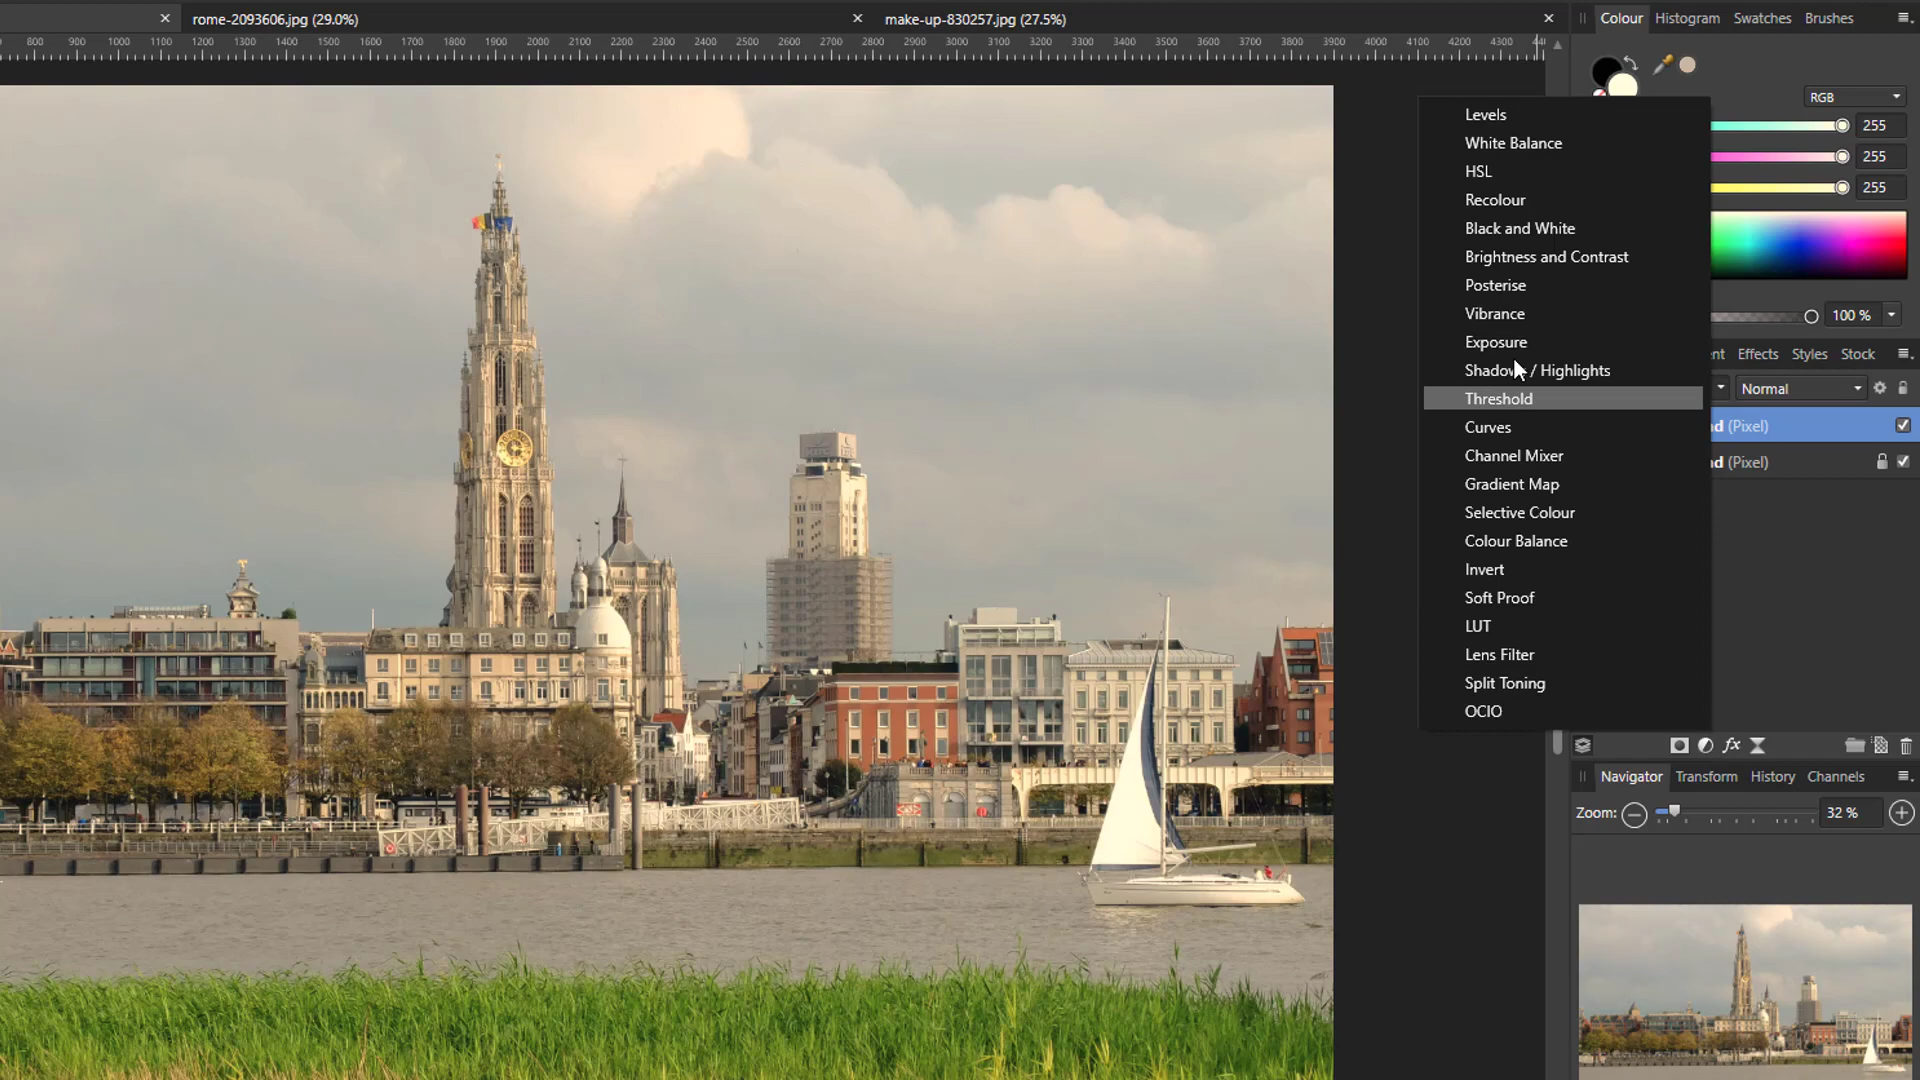 rome-2093606.jpg (29.0%)
make-up-830257.jpg (27.5%)
Colour Histogram Swatches Brushes
800 900 1000 1100 1200 1300 1400 1500 1600 1700 1800 1900 2000 2100 2200 2300 2400 2500 2600 2700 2800 2900 3000 3100 3200 3300 3400 3500 3600 3700 3800 3900 4000 4100 4200 4300
RGB
255
255
255
100 %
Levels
White Balance
HSL
Recolour
Black and White
Brightness and Contrast
Posterise
Vibrance
Exposure
Shadows / Highlights
Threshold
Curves
Channel Mixer
Gradient Map
Selective Colour
Colour Balance
Invert
Soft Proof
LUT
Lens Filter
Split Toning
OCIO
Effects Styles Stock
Normal
(Pixel)
(Pixel)
fx
Navigator Transform History Channels
Zoom: 32 %